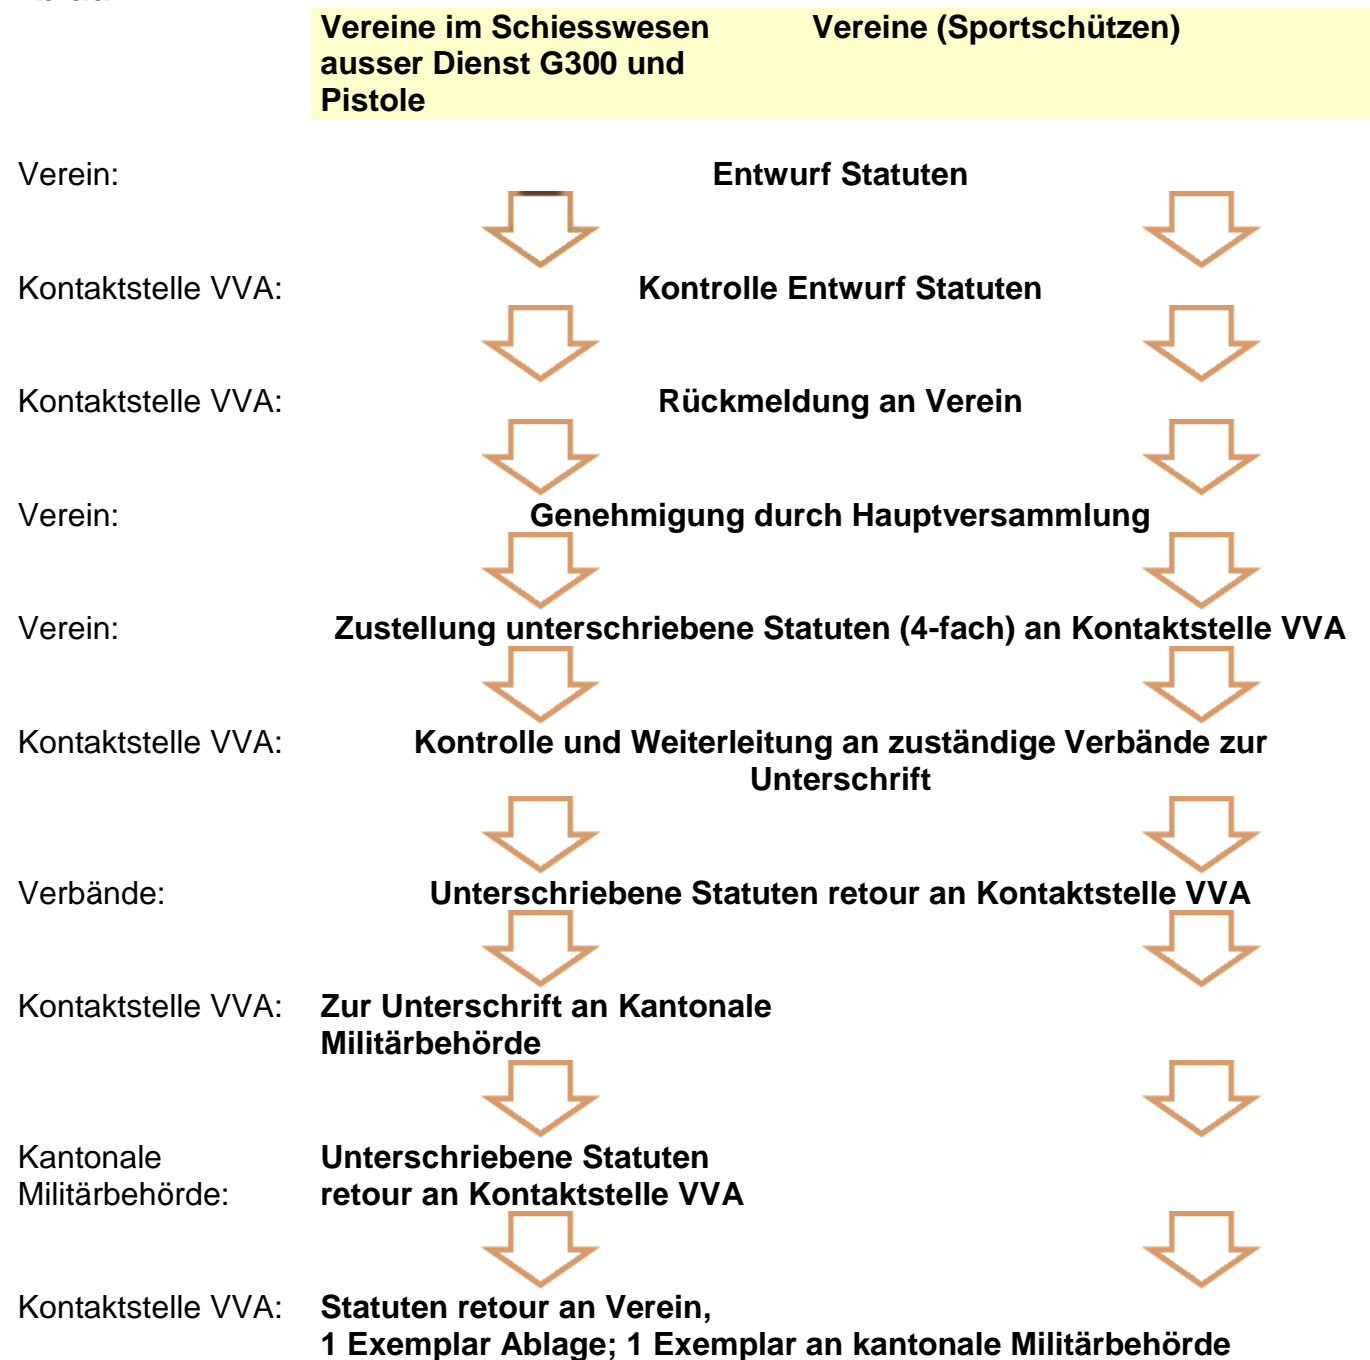 Vereine im Schiesswesen Vereine (Sportschützen)
ausser Dienst G300 und
Pistole
Verein: Entwurf Statuten
Kontaktstelle VVA: Kontrolle Entwurf Statuten
Kontaktstelle VVA: Rückmeldung an Verein
Verein: Genehmigung durch Hauptversammlung
Verein: Zustellung unterschriebene Statuten (4-fach) an Kontaktstelle VVA
Kontaktstelle VVA: Kontrolle und Weiterleitung an zuständige Verbände zur
Unterschrift
Verbände: Unterschriebene Statuten retour an Kontaktstelle VVA
Kontaktstelle VVA: Zur Unterschrift an Kantonale
Militärbehörde
Kantonale Unterschriebene Statuten
Militärbehörde: retour an Kontaktstelle VVA
Kontaktstelle VVA: Statuten retour an Verein,
1 Exemplar Ablage; 1 Exemplar an kantonale Militärbehörde